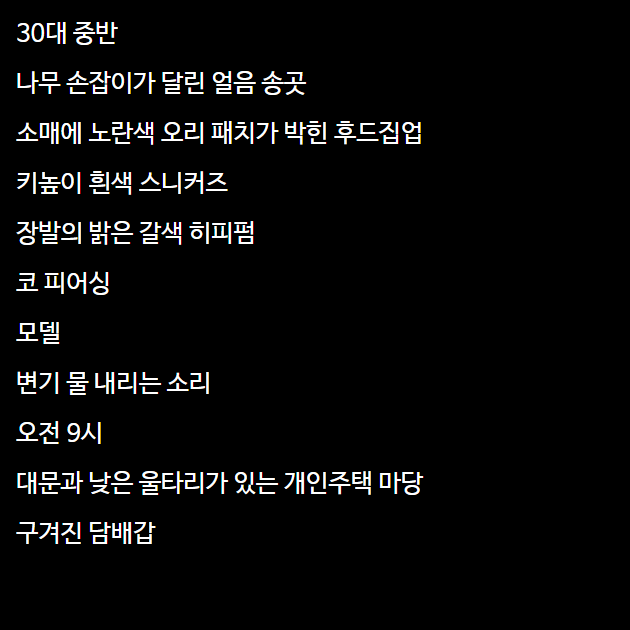 30대 중반
나무 손잡이가 달린 얼음 송곳
소매에 노란색 오리 패치가 박힌 후드집업
키높이 흰색 스니커즈
장발의 밝은 갈색 히피펌
코 피어싱
모델
변기 물 내리는 소리
오전 9시
대문과 낮은 울타리가 있는 개인주택 마당
구겨진 담배갑